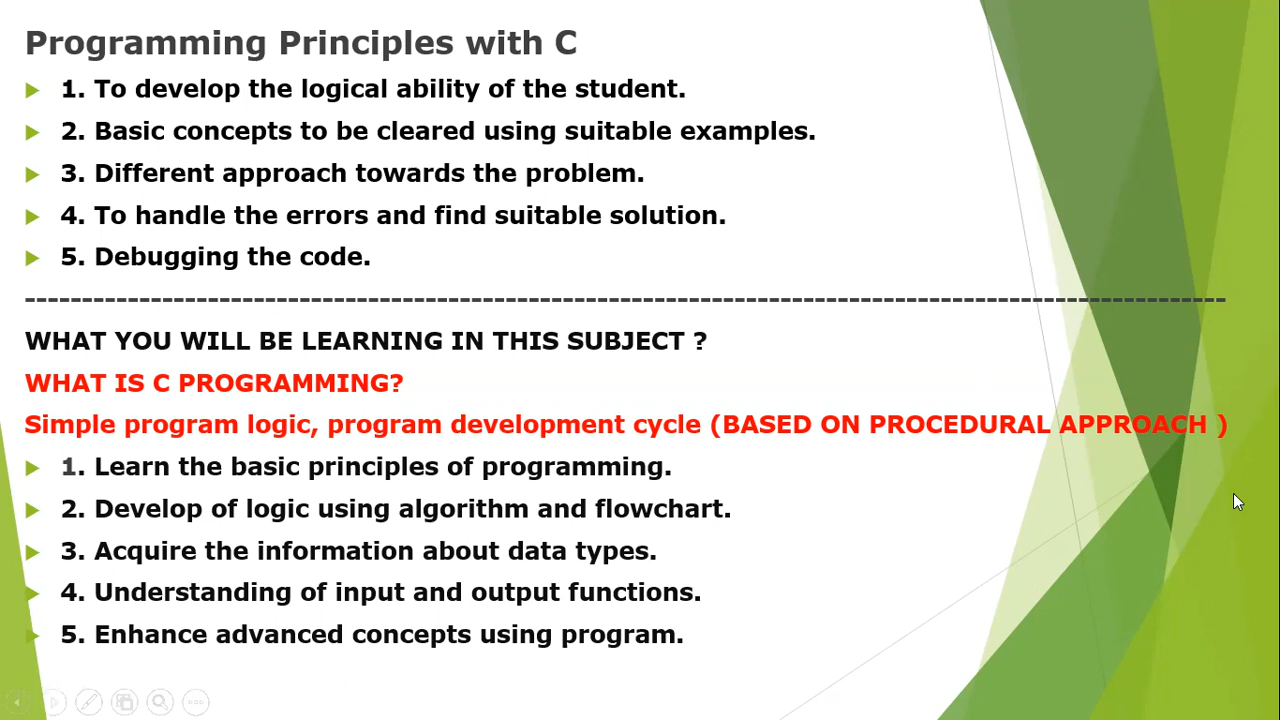 Programming Principles with C
1. To develop the logical ability of the student.
2. Basic concepts to be cleared using suitable examples.
3. Different approach towards the problem.
4. To handle the errors and find suitable solution.
5. Debugging the code.
--------------------------------------------------------------------------------------------------------
WHAT YOU WILL BE LEARNING IN THIS SUBJECT ?
WHAT IS C PROGRAMMING?
Simple program logic, program development cycle (BASED ON PROCEDURAL APPROACH )
1. Learn the basic principles of programming.
2. Develop of logic using algorithm and flowchart.
3. Acquire the information about data types.
4. Understanding of input and output functions.
5. Enhance advanced concepts using program.